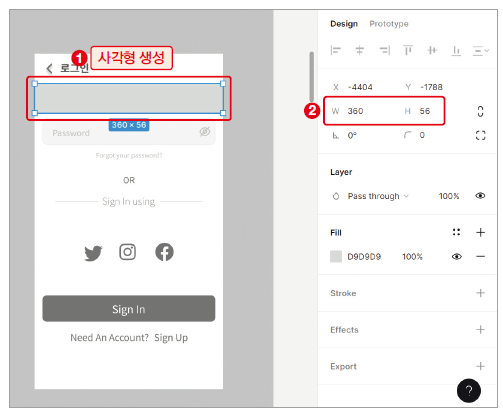 Design Prototype
1 사각형 생성
로그인
X -4404 Y -1788
2 W 360 H 56
0° 0
360 × 56
Password
Forgot your password?
OR
Sign In using
Sign In
Need An Account? Sign Up
Layer
Pass through 100%
Fill
D9D9D9 100%
Stroke
Effects
Export
?